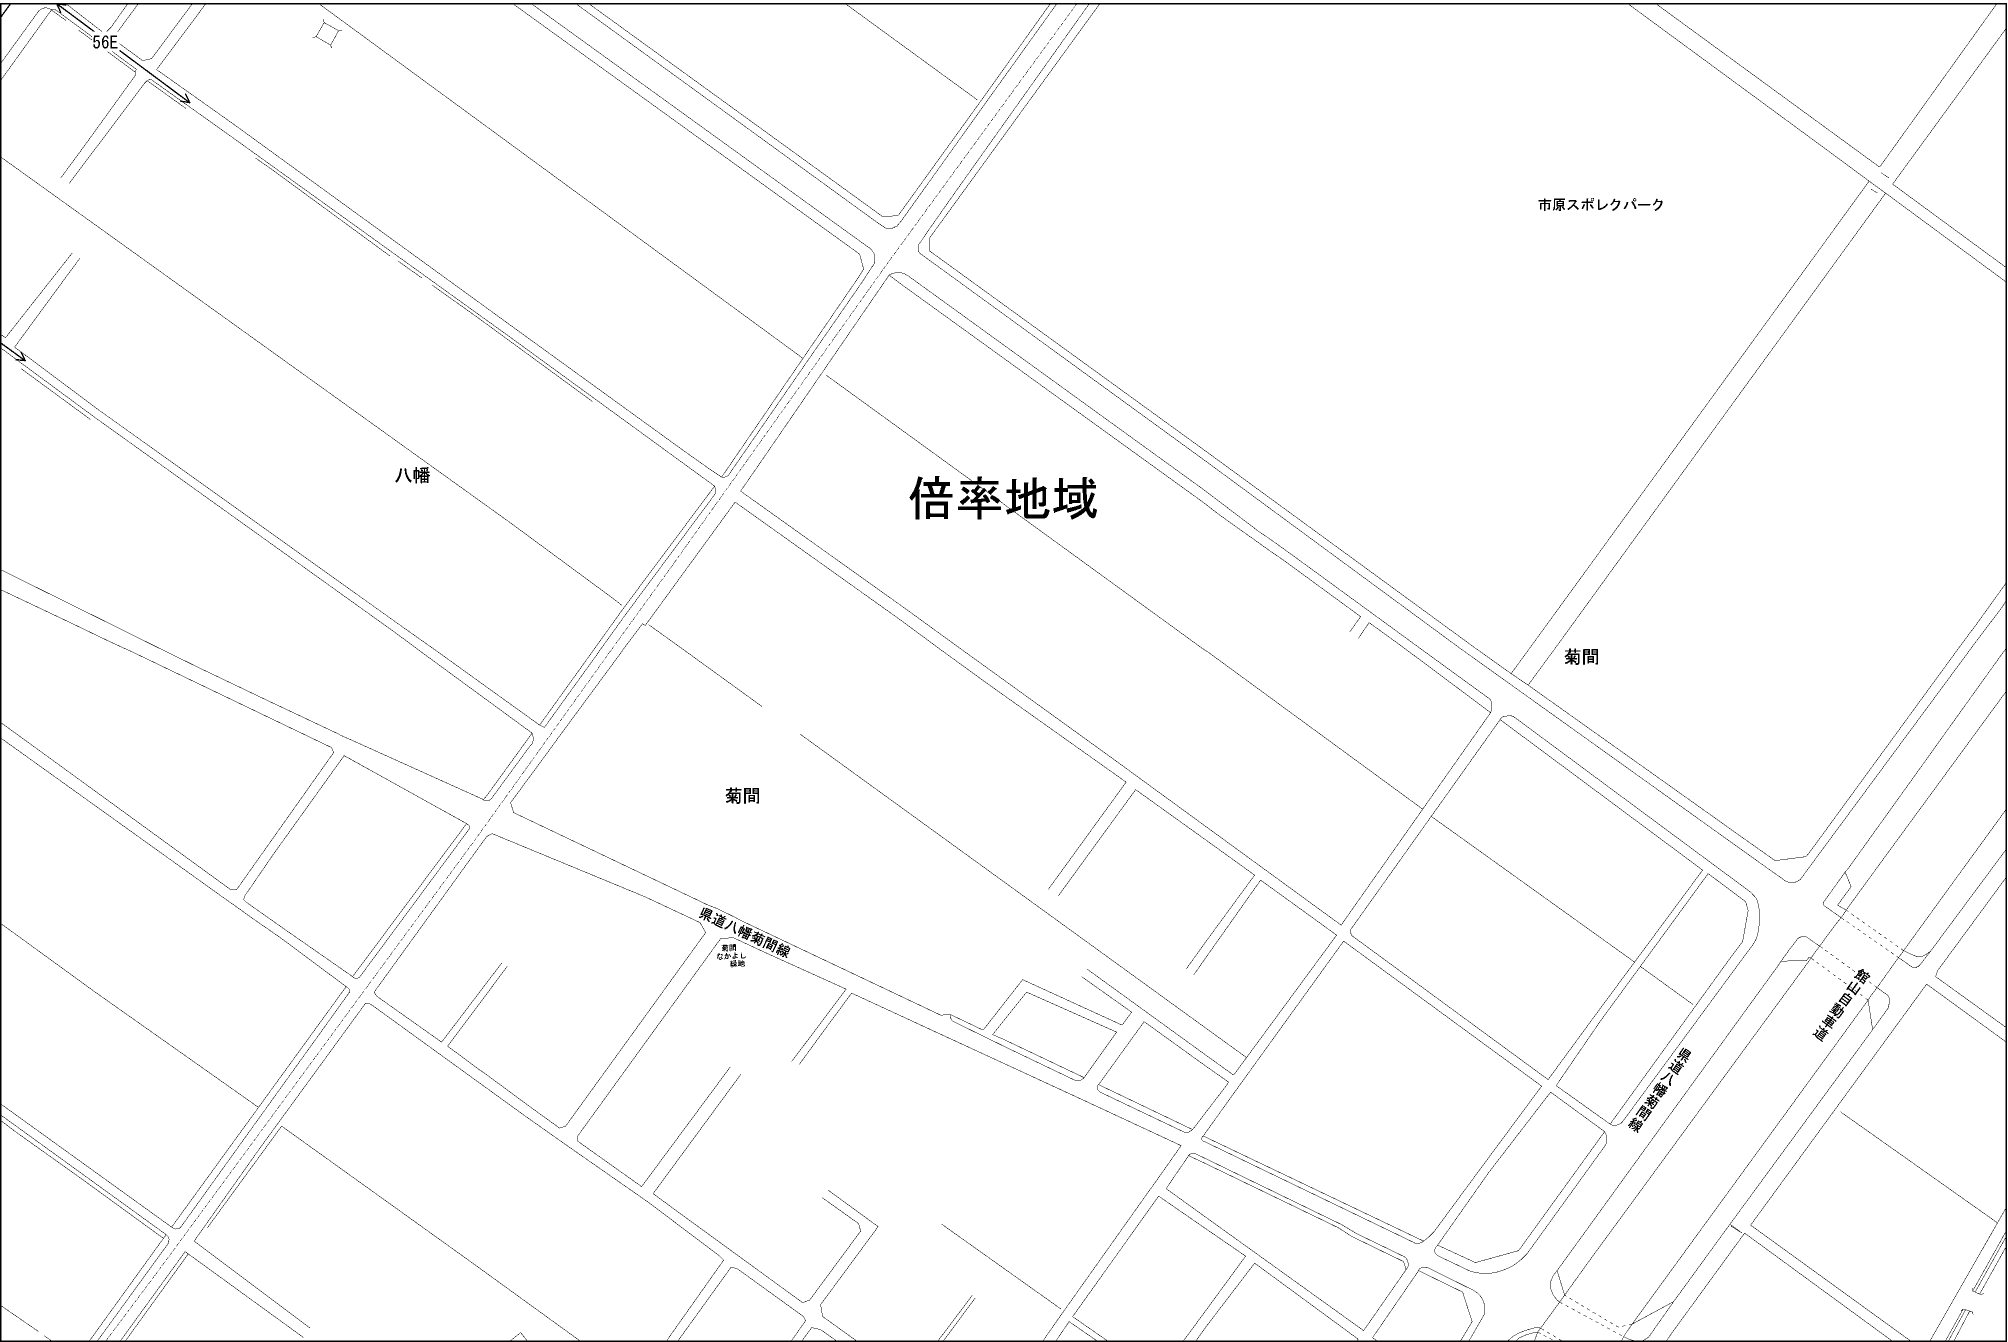 56E
市原スポレクパーク
八幡
倍率地域
菊間
菊間
県道八幡菊間線
菊間
なかよし
緑地
館山自動車道
県道八幡菊間線